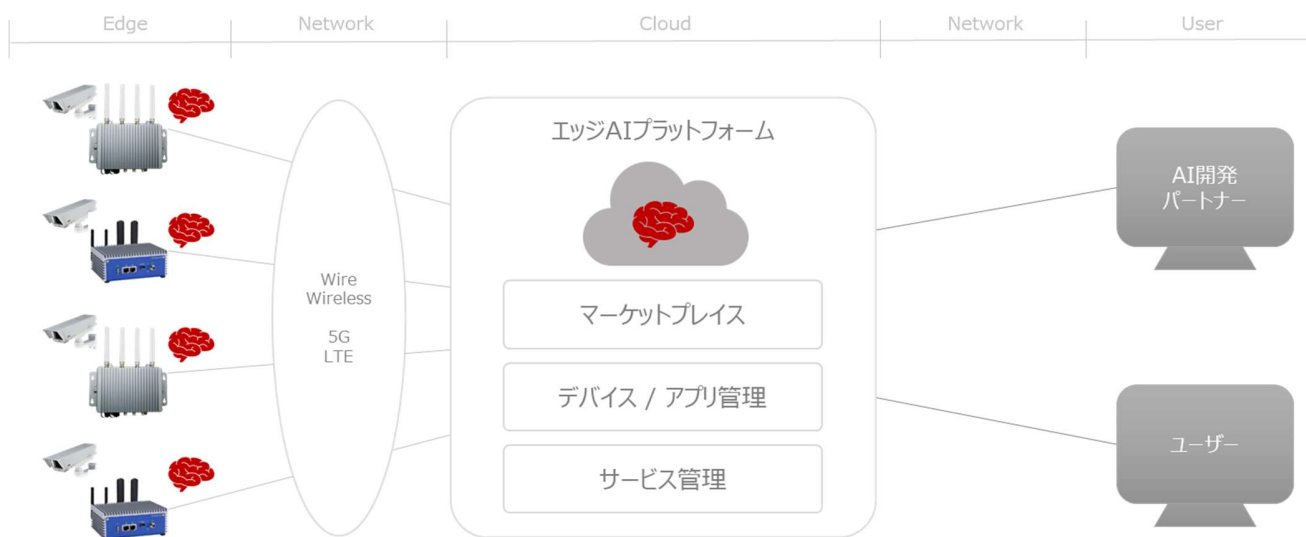 Edge
Network
Cloud
Network
User
エッジAIプラットフォーム
Wire
Wireless
5G
LTE
マーケットプレイス
デバイス / アプリ管理
サービス管理
AI開発
パートナー
ユーザー